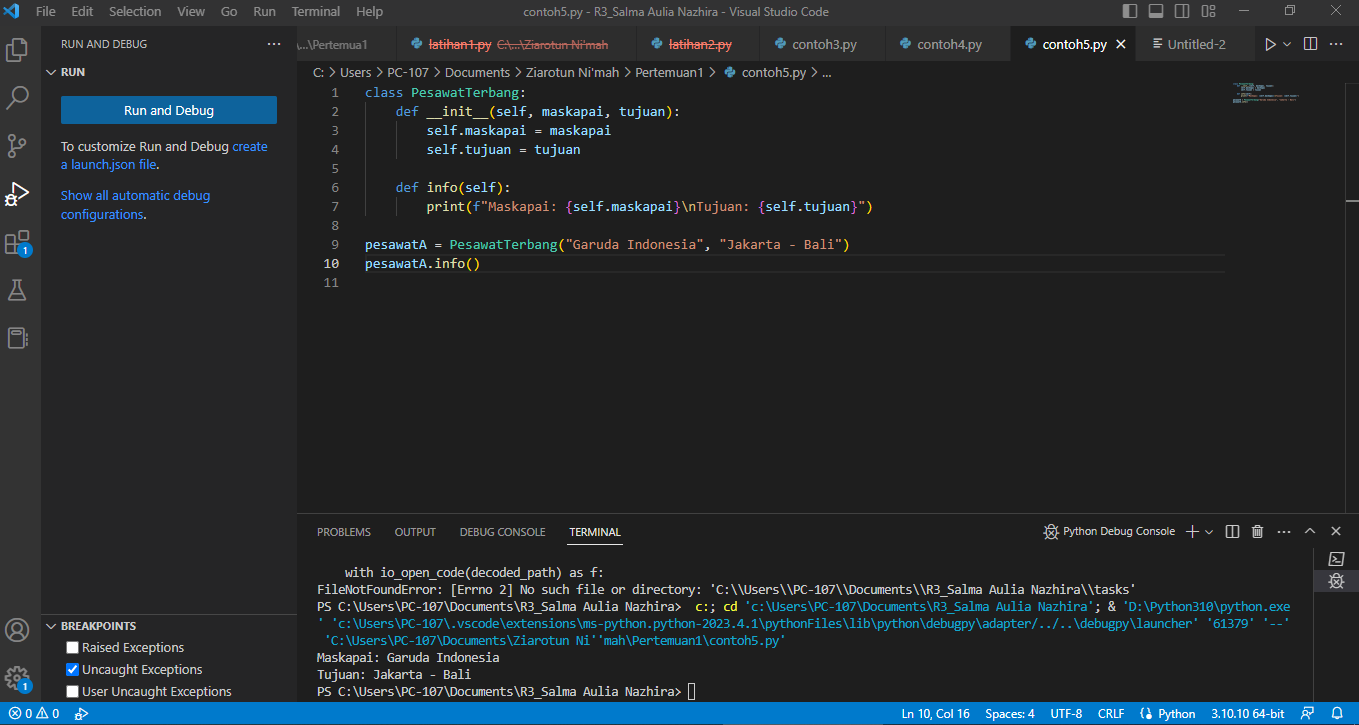 File Edit Selection View Go Run Terminal Help contoh5.py - R3_Salma Aulia Nazhira - Visual Studio Code
RUN AND DEBUG ...
...\Pertemua1 latihan1.py C:\...\Ziarotun Ni'mah latihan2.py contoh3.py contoh4.py contoh5.py Untitled-2
RUN
Run and Debug
To customize Run and Debug create
a launch.json file.
Show all automatic debug
configurations.
1
1
C: > Users > PC-107 > Documents > Ziarotun Ni'mah > Pertemuan1 > contoh5.py > ...
1 class PesawatTerbang:
2     def __init__(self, maskapai, tujuan):
3         self.maskapai = maskapai
4         self.tujuan = tujuan
5
6     def info(self):
7         print(f"Maskapai: {self.maskapai}\nTujuan: {self.tujuan}")
8
9 pesawatA = PesawatTerbang("Garuda Indonesia", "Jakarta - Bali")
10 pesawatA.info()
11
PROBLEMS OUTPUT DEBUG CONSOLE TERMINAL Python Debug Console
with io_open_code(decoded_path) as f:
FileNotFoundError: [Errno 2] No such file or directory: 'C:\\Users\\PC-107\\Documents\\R3_Salma Aulia Nazhira\\tasks'
PS C:\Users\PC-107\Documents\R3_Salma Aulia Nazhira>  c:; cd 'c:\Users\PC-107\Documents\R3_Salma Aulia Nazhira'; & 'D:\Python310\python.exe
' 'c:\Users\PC-107\.vscode\extensions\ms-python.python-2023.4.1\pythonFiles\lib\python\debugpy\adapter/../..\debugpy\launcher' '61379' '--'
'C:\Users\PC-107\Documents\Ziarotun Ni''mah\Pertemuan1\contoh5.py'
Maskapai: Garuda Indonesia
Tujuan: Jakarta - Bali
PS C:\Users\PC-107\Documents\R3_Salma Aulia Nazhira>
BREAKPOINTS
Raised Exceptions
Uncaught Exceptions
User Uncaught Exceptions
0 0 Ln 10, Col 16 Spaces: 4 UTF-8 CRLF Python 3.10.10 64-bit